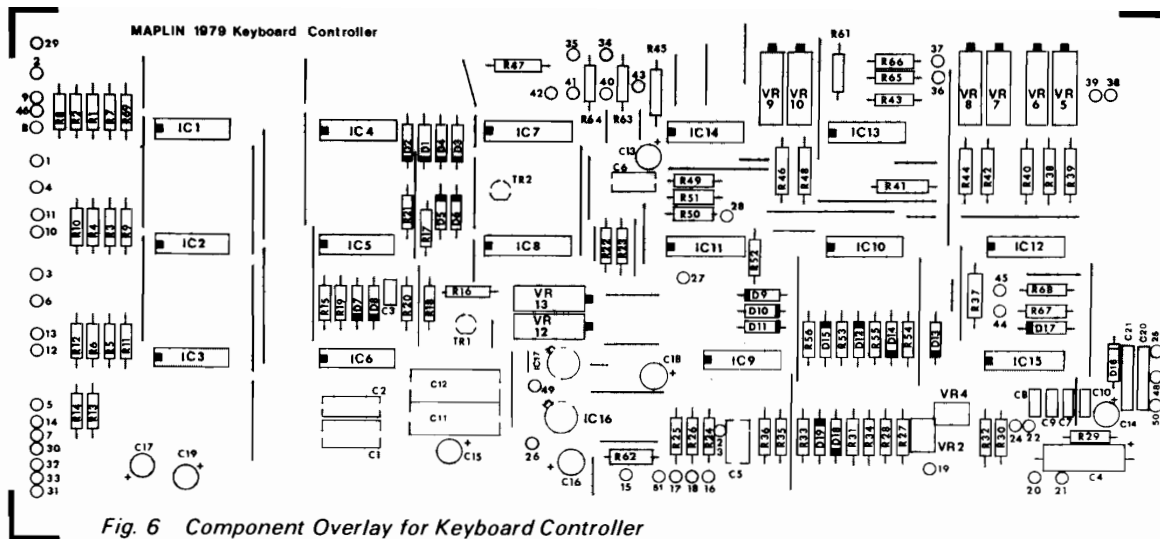 MAPLIN 1979 Keyboard Controller
29
2
9
46
8
R8 R2 R1 R7 R69
IC1
IC4
D2 D1 D4 D3
R47
35 34
42 41 40 43
R64 R63
R45
IC7
IC14
C13
C6
VR 9
VR 10
R61
R66
R65
R43
37
36
IC13
VR 8
VR 7
VR 6
VR 5
39 38
1
4
11
10
R10 R4 R3 R9
IC2
IC5
R21 R17 D5 D6
TR2
IC8
R22 R23
R49
R51
R50
28
IC11
R46 R48
R41
IC10
R44 R42 R40 R38 R39
IC12
3
6
13
12
R12 R6 R5 R11
IC3
R15 R19 D7 D8 C3 R20 R18
R16
TR1
IC6
VR 13
VR 12
IC17
49
27
R52
D9
D10
D11
C18
IC9
R56 D15 R53 D12 R55 D14 R54 D13
R37
45
44
R68
R67
D17
IC15
D16
C21 C20
25
48
50
5
14
7
30
32
33
31
R14 R13
C17
C19
C2
C1
C12
C11
C15
IC16
26
C16
R62
15
51 17 18 16
R25 R26 R24
C5
R36 R35
R33 D19 D18 R31 R34 R28 R27
VR4
VR2
19
R32 R30
24 22
C8 C9 C7 C10
C14
R29
C4
20 21
Fig. 6 Component Overlay for Keyboard Controller